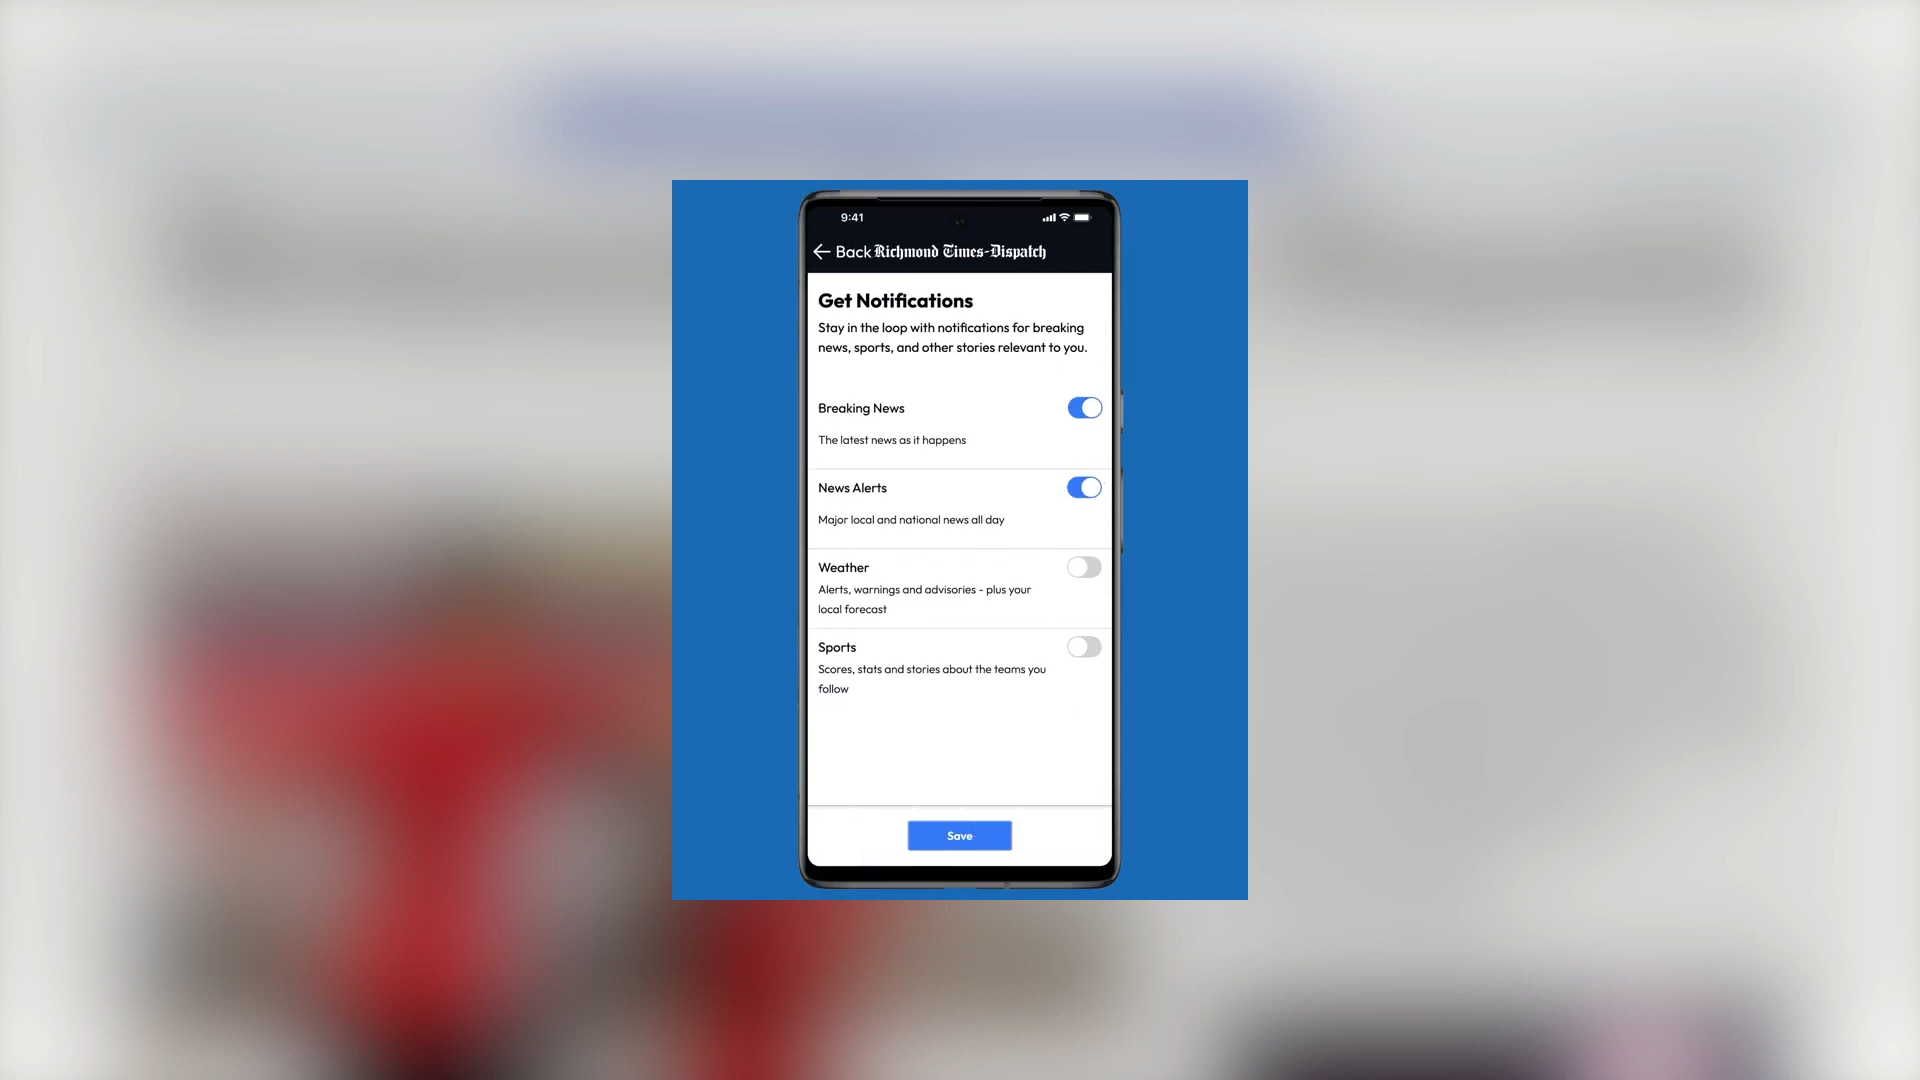 9:41
Back Richmond Times-Dispatch
Get Notifications
Stay in the loop with notifications for breaking
news, sports, and other stories relevant to you.
Breaking News
The latest news as it happens
News Alerts
Major local and national news all day
Weather
Alerts, warnings and advisories - plus your
local forecast
Sports
Scores, stats and stories about the teams you
follow
Save